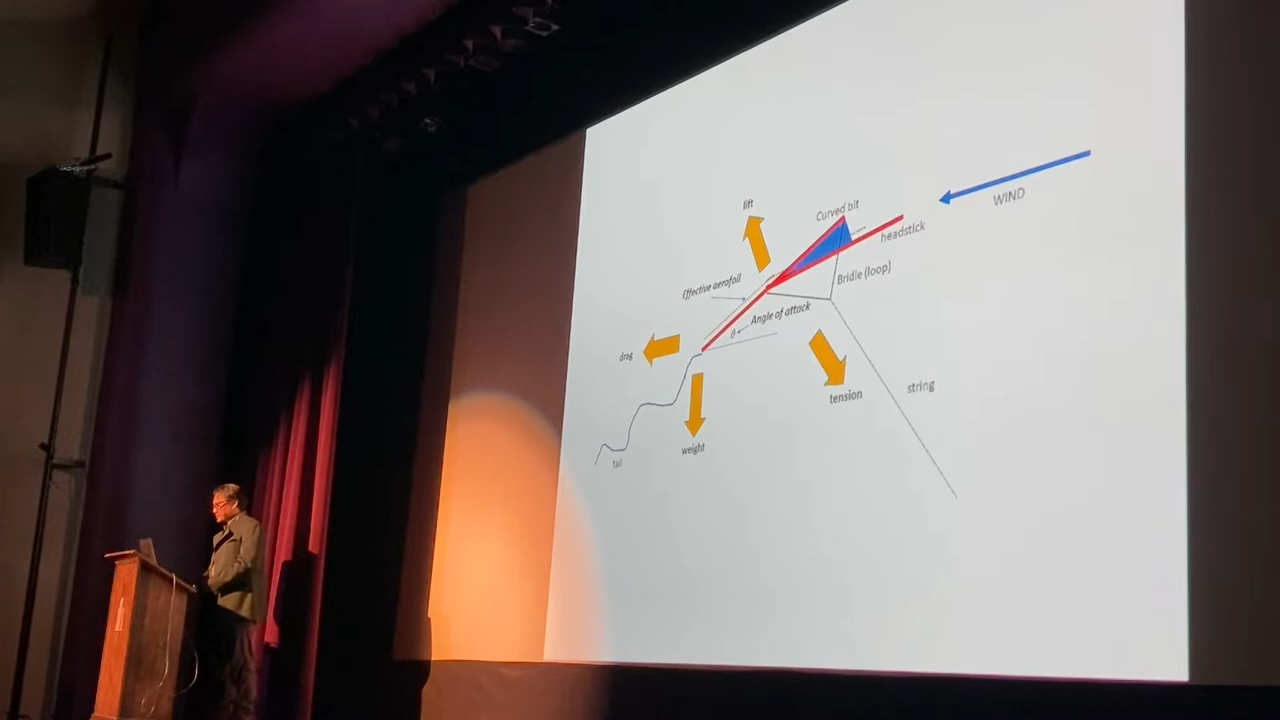 WIND
lift
Curved bit
headstick
Bridle (loop)
Effective aerofoil
Angle of attack
θ
drag
string
tension
weight
tail